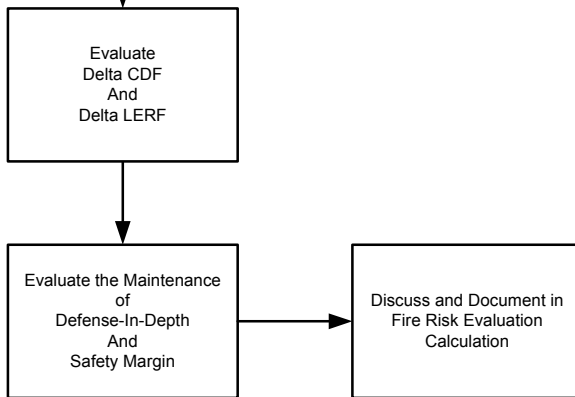 Evaluate
Delta CDF
And
Delta LERF
Evaluate the Maintenance
of
Defense-In-Depth
And
Safety Margin
Discuss and Document in
Fire Risk Evaluation
Calculation